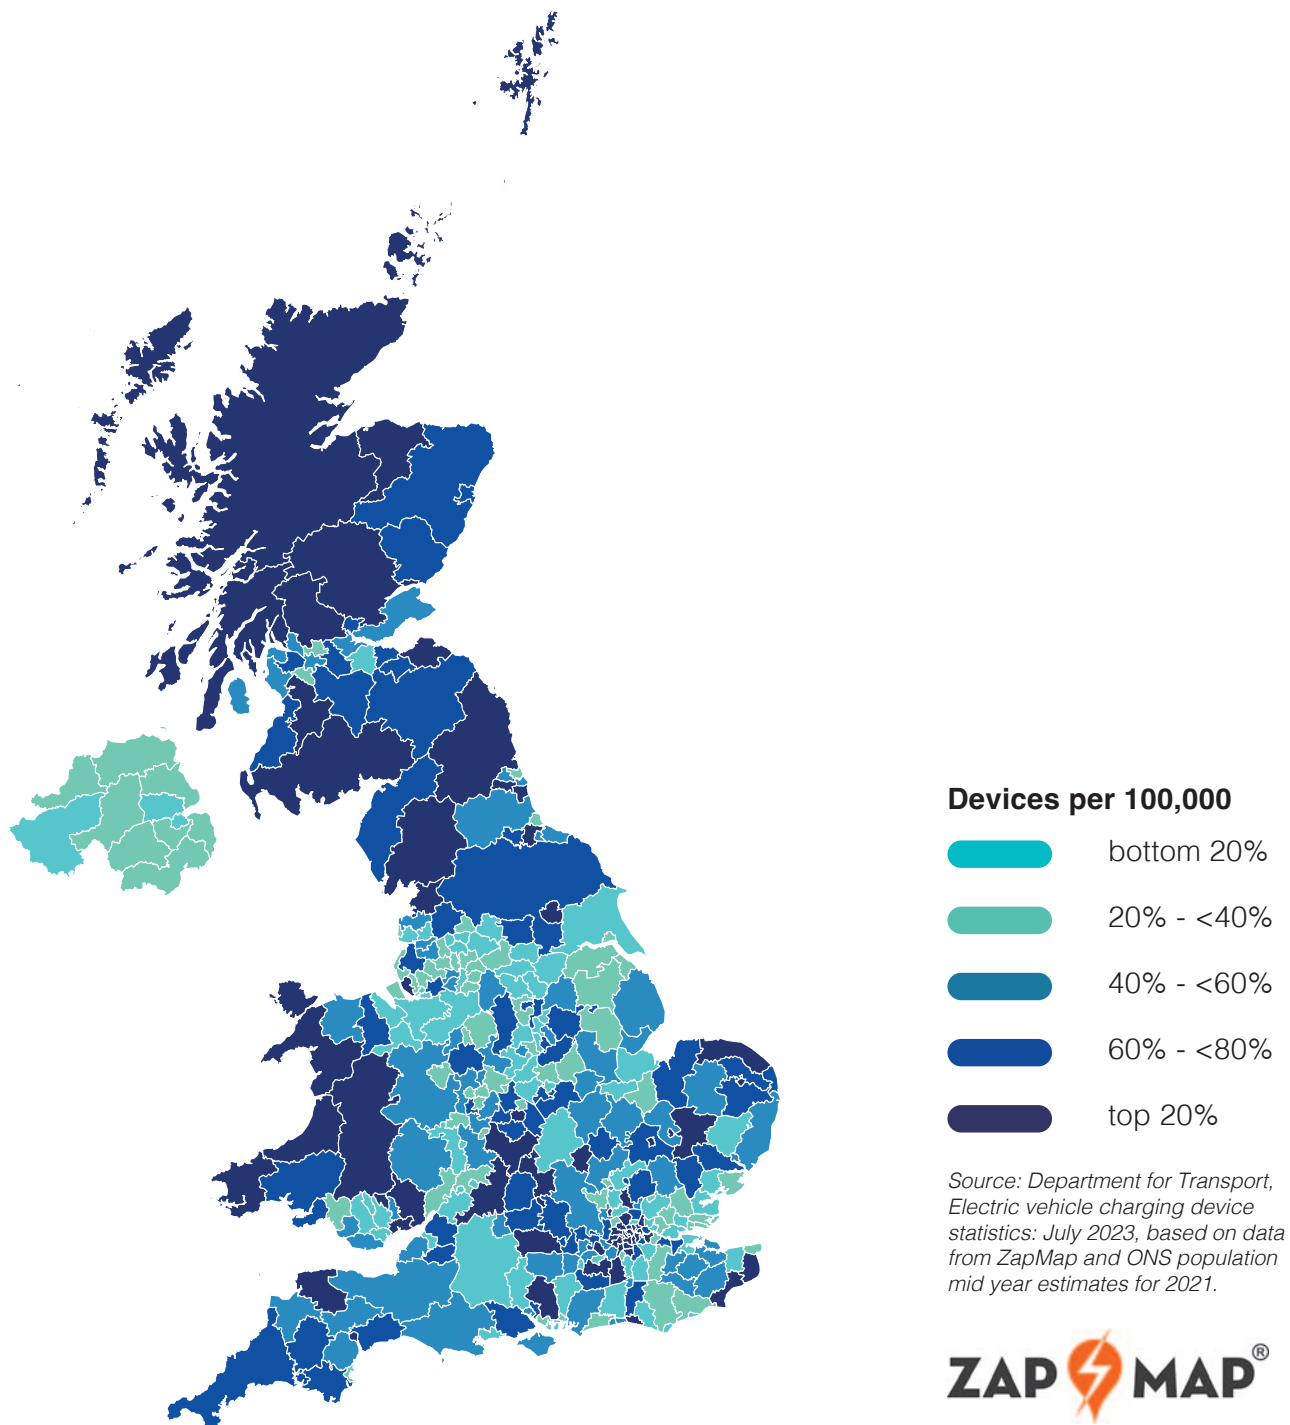 Devices per 100,000
bottom 20%
20% - <40%
40% - <60%
60% - <80%
top 20%
Source: Department for Transport,
Electric vehicle charging device
statistics: July 2023, based on data
from ZapMap and ONS population
mid year estimates for 2021.
ZAP MAP®